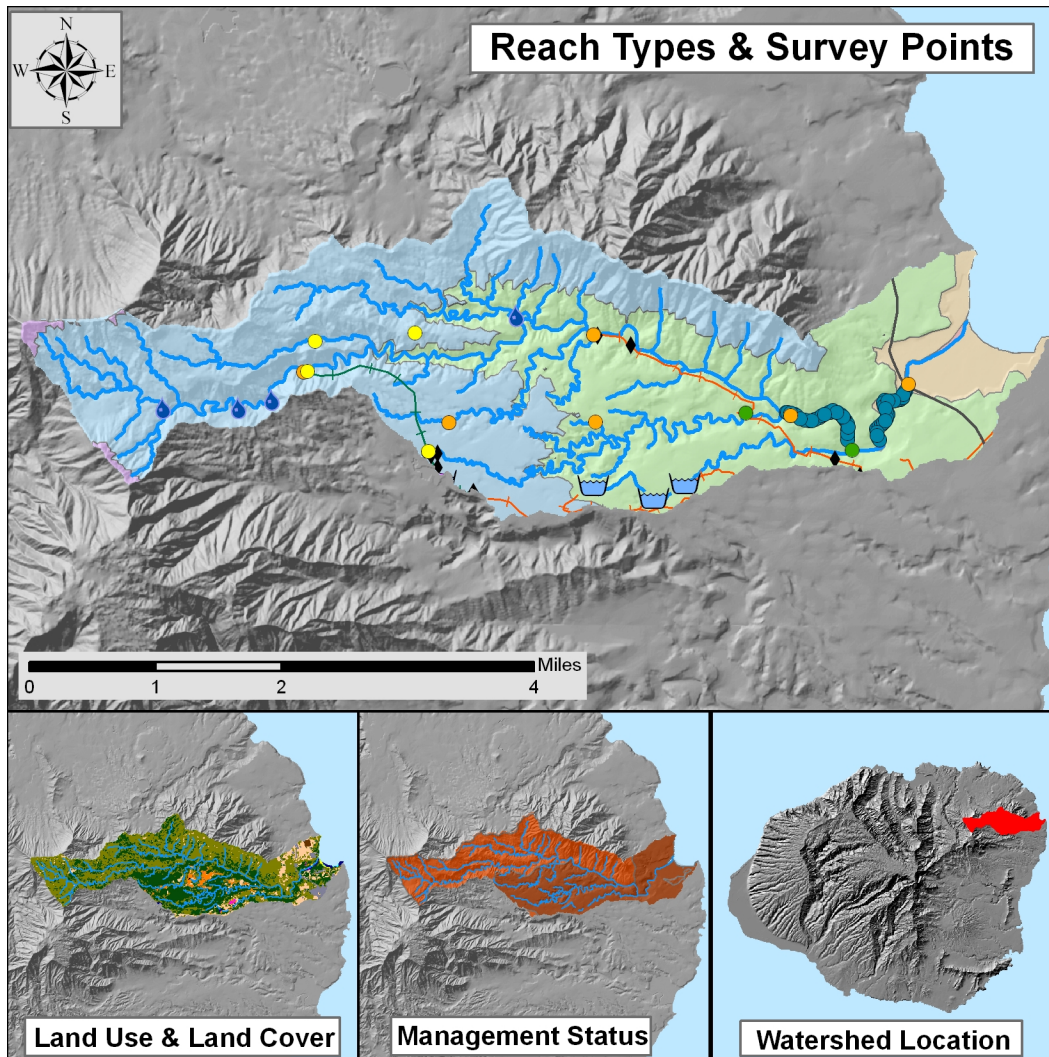 N
W E
S
Reach Types & Survey Points
Miles
0 1 2 4
Land Use & Land Cover
Management Status
Watershed Location